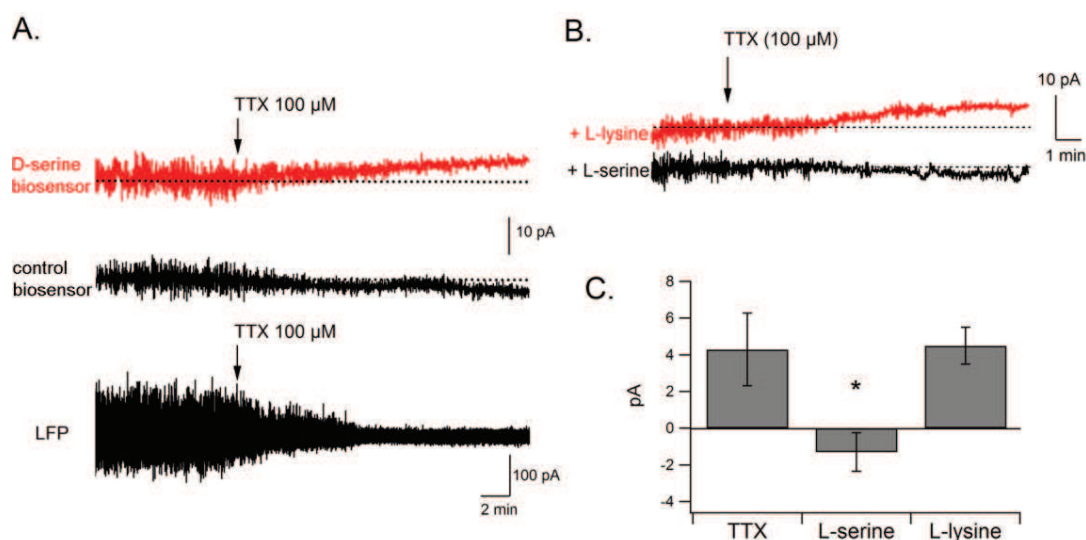 A.
TTX 100 µM
D-serine
biosensor
10 pA
control
biosensor
TTX 100 µM
LFP
100 pA
2 min
B.
TTX (100 µM)
10 pA
1 min
+ L-lysine
+ L-serine
C.
8
6
4
2
0
-2
-4
pA
*
TTX
L-serine
L-lysine